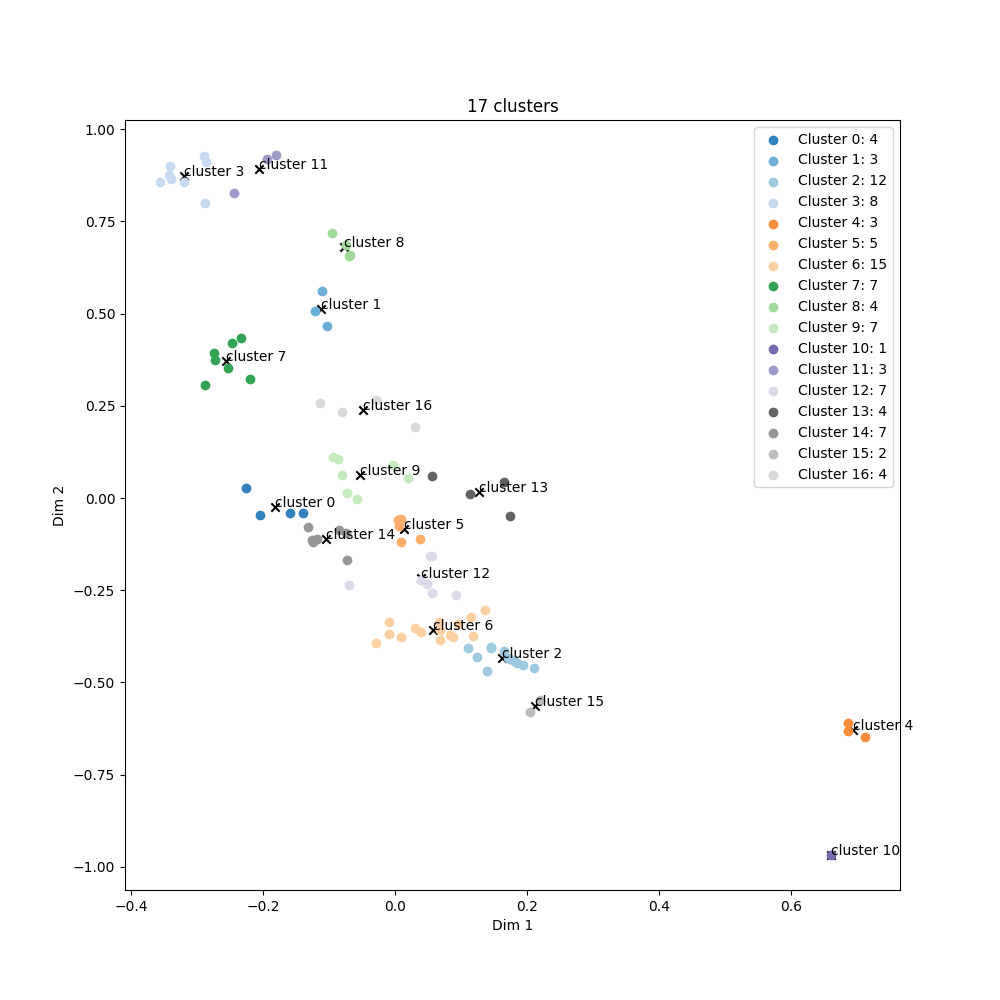 17 clusters
1.00
0.75
0.50
0.25
0.00
−0.25
−0.50
−0.75
−1.00
Dim 2
−0.4
−0.2
0.0
0.2
0.4
0.6
Dim 1
cluster 3
cluster 11
cluster 8
cluster 1
cluster 7
cluster 16
cluster 9
cluster 13
cluster 0
cluster 5
cluster 14
cluster 12
cluster 6
cluster 2
cluster 15
cluster 4
cluster 10
Cluster 0: 4
Cluster 1: 3
Cluster 2: 12
Cluster 3: 8
Cluster 4: 3
Cluster 5: 5
Cluster 6: 15
Cluster 7: 7
Cluster 8: 4
Cluster 9: 7
Cluster 10: 1
Cluster 11: 3
Cluster 12: 7
Cluster 13: 4
Cluster 14: 7
Cluster 15: 2
Cluster 16: 4